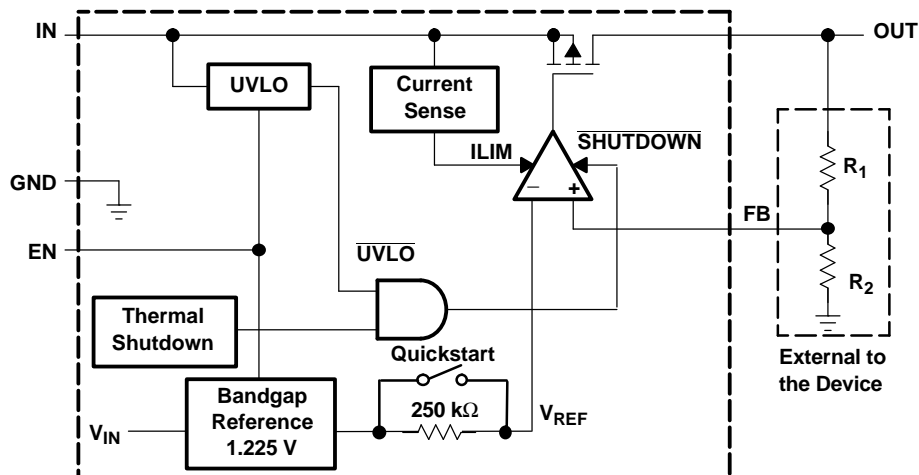 IN
OUT
UVLO
Current
Sense
SHUTDOWN
ILIM
R1
GND
− +
FB
EN
UVLO
R2
Thermal
Shutdown
Quickstart
External to
the Device
Bandgap
Reference
1.225 V
250 kΩ
VREF
VIN